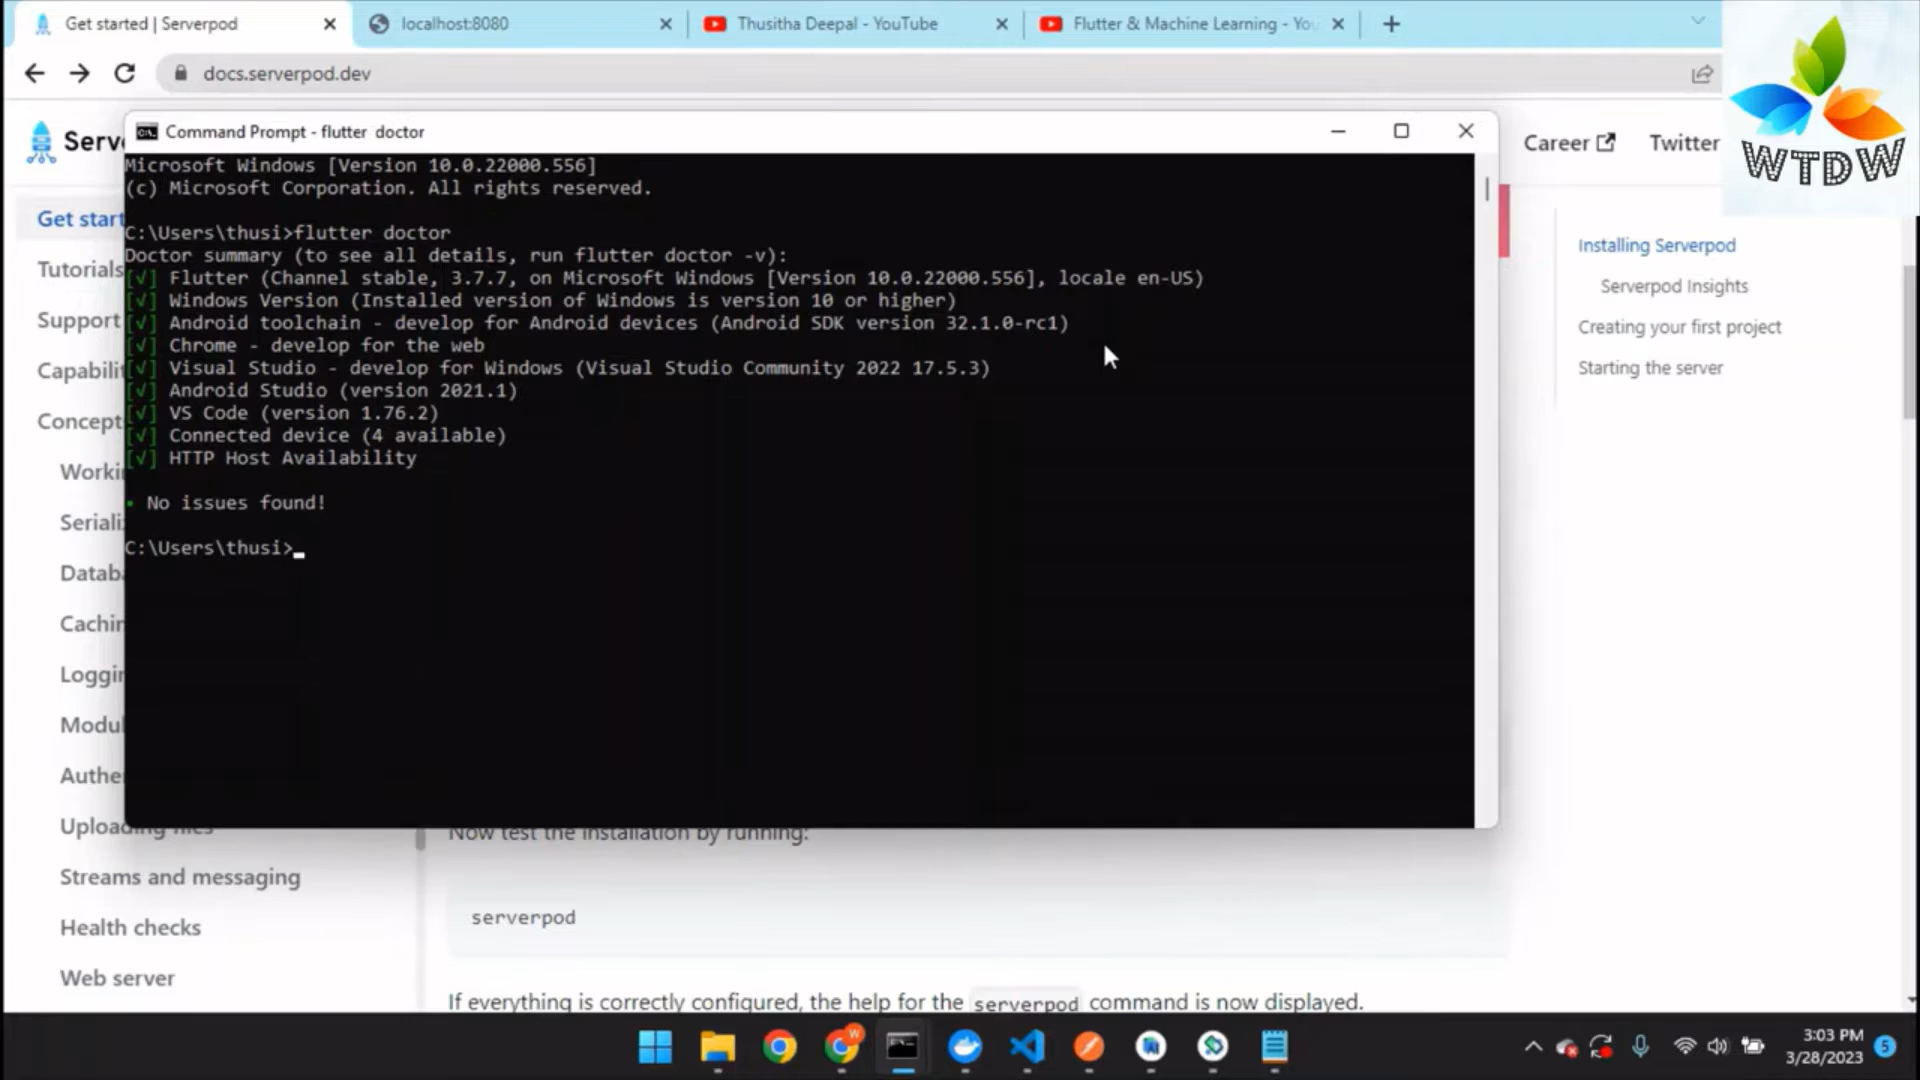 Get started | Serverpod
localhost:8080
Thusitha Deepal - YouTube
Flutter & Machine Learning - You
docs.serverpod.dev
WTDW
Serv
Career
Twitter
Command Prompt - flutter doctor
Microsoft Windows [Version 10.0.22000.556]
(c) Microsoft Corporation. All rights reserved.
C:\Users\thusi>flutter doctor
Doctor summary (to see all details, run flutter doctor -v):
[√] Flutter (Channel stable, 3.7.7, on Microsoft Windows [Version 10.0.22000.556], locale en-US)
[√] Windows Version (Installed version of Windows is version 10 or higher)
[√] Android toolchain - develop for Android devices (Android SDK version 32.1.0-rc1)
[√] Chrome - develop for the web
[√] Visual Studio - develop for Windows (Visual Studio Community 2022 17.5.3)
[√] Android Studio (version 2021.1)
[√] VS Code (version 1.76.2)
[√] Connected device (4 available)
[√] HTTP Host Availability
• No issues found!
C:\Users\thusi>
Get start
Tutorials
Support
Capabilit
Concept
Worki
Seriali
Databa
Cachin
Loggin
Modul
Authe
Uploading files
Streams and messaging
Health checks
Web server
Installing Serverpod
Serverpod Insights
Creating your first project
Starting the server
Now test the installation by running:
serverpod
If everything is correctly configured, the help for the serverpod command is now displayed.
W
3:03 PM
3/28/2023
5